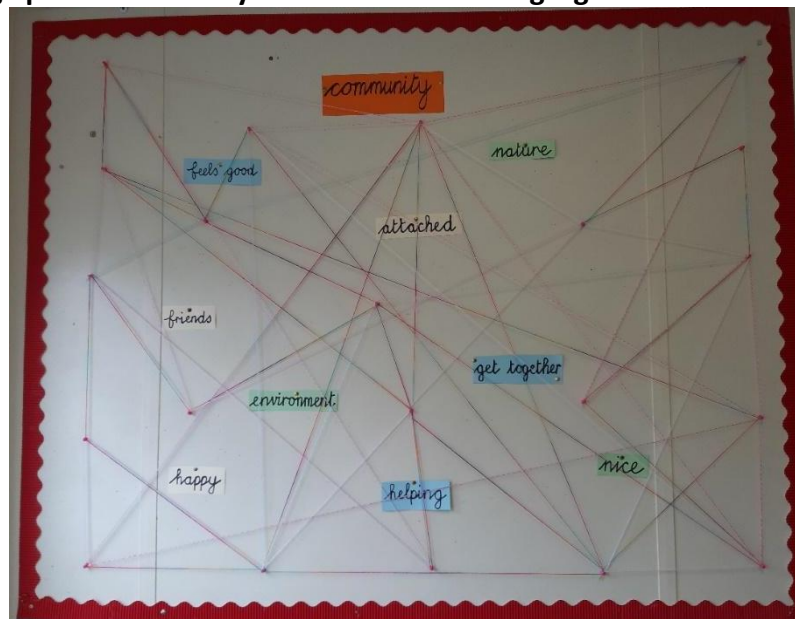 community
nature
feels good
attached
friends
get together
environment
nice
happy
helping